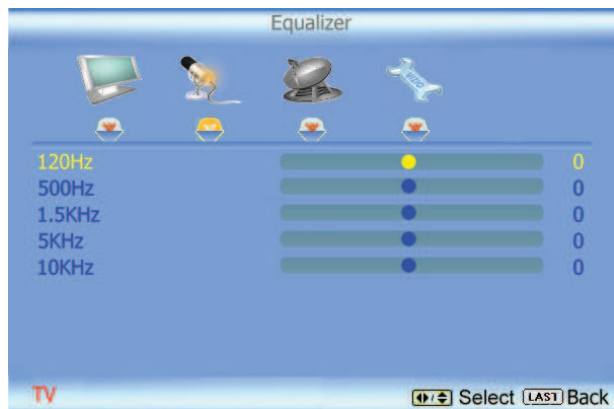 Equalizer
120Hz 0
500Hz 0
1.5KHz 0
5KHz 0
10KHz 0
TV Select LAST Back